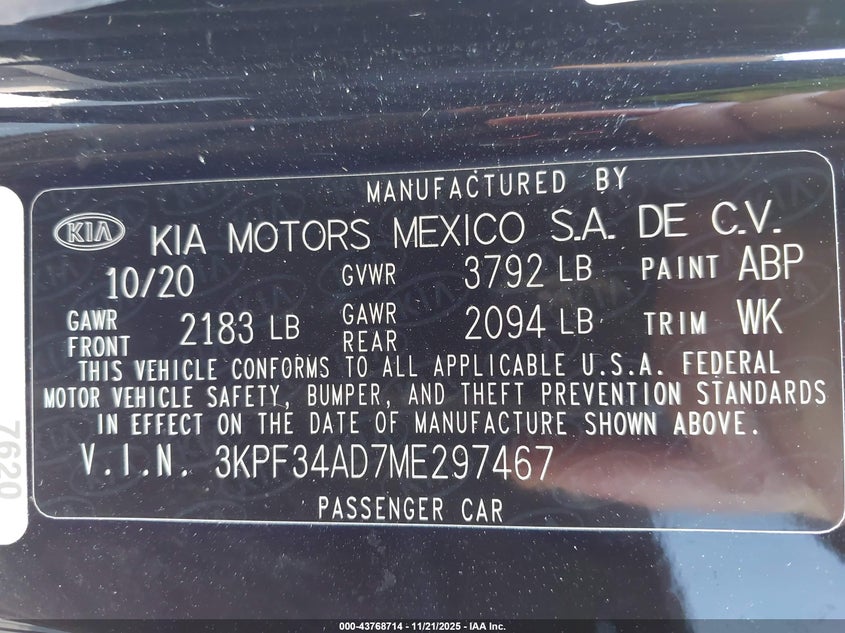 MANUFACTURED BY
KIA KIA MOTORS MEXICO S.A. DE C.V.
10/20 GVWR 3792 LB PAINT ABP
GAWR FRONT 2183 LB GAWR REAR 2094 LB TRIM WK
THIS VEHICLE CONFORMS TO ALL APPLICABLE U.S.A. FEDERAL
MOTOR VEHICLE SAFETY, BUMPER, AND THEFT PREVENTION STANDARDS
IN EFFECT ON THE DATE OF MANUFACTURE SHOWN ABOVE.
V.I.N. 3KPF34AD7ME297467
PASSENGER CAR
7620
000-43768714 - 11/21/2025 - IAA Inc.